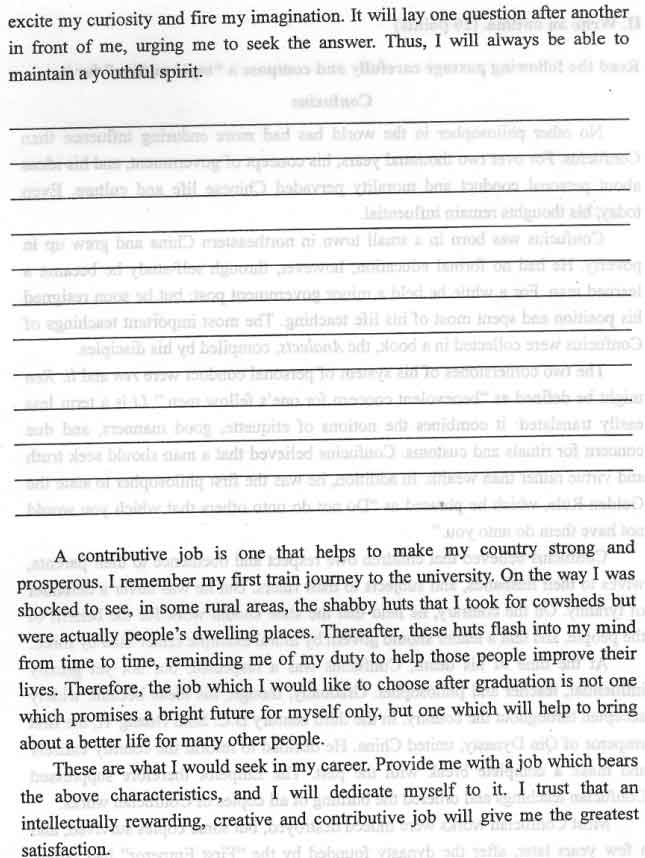 excite my curiosity and fire my imagination. It will lay one question after another
in front of me, urging me to seek the answer. Thus, I will always be able to
maintain a youthful spirit.
A contributive job is one that helps to make my country strong and
prosperous. I remember my first train journey to the university. On the way I was
shocked to see, in some rural areas, the shabby huts that I took for cowsheds but
were actually people's dwelling places. Thereafter, these huts flash into my mind
from time to time, reminding me of my duty to help those people improve their
lives. Therefore, the job which I would like to choose after graduation is not one
which promises a bright future for myself only, but one which will help to bring
about a better life for many other people.
These are what I would seek in my career. Provide me with a job which bears
the above characteristics, and I will dedicate myself to it. I trust that an
intellectually rewarding, creative and contributive job will give me the greatest
satisfaction.